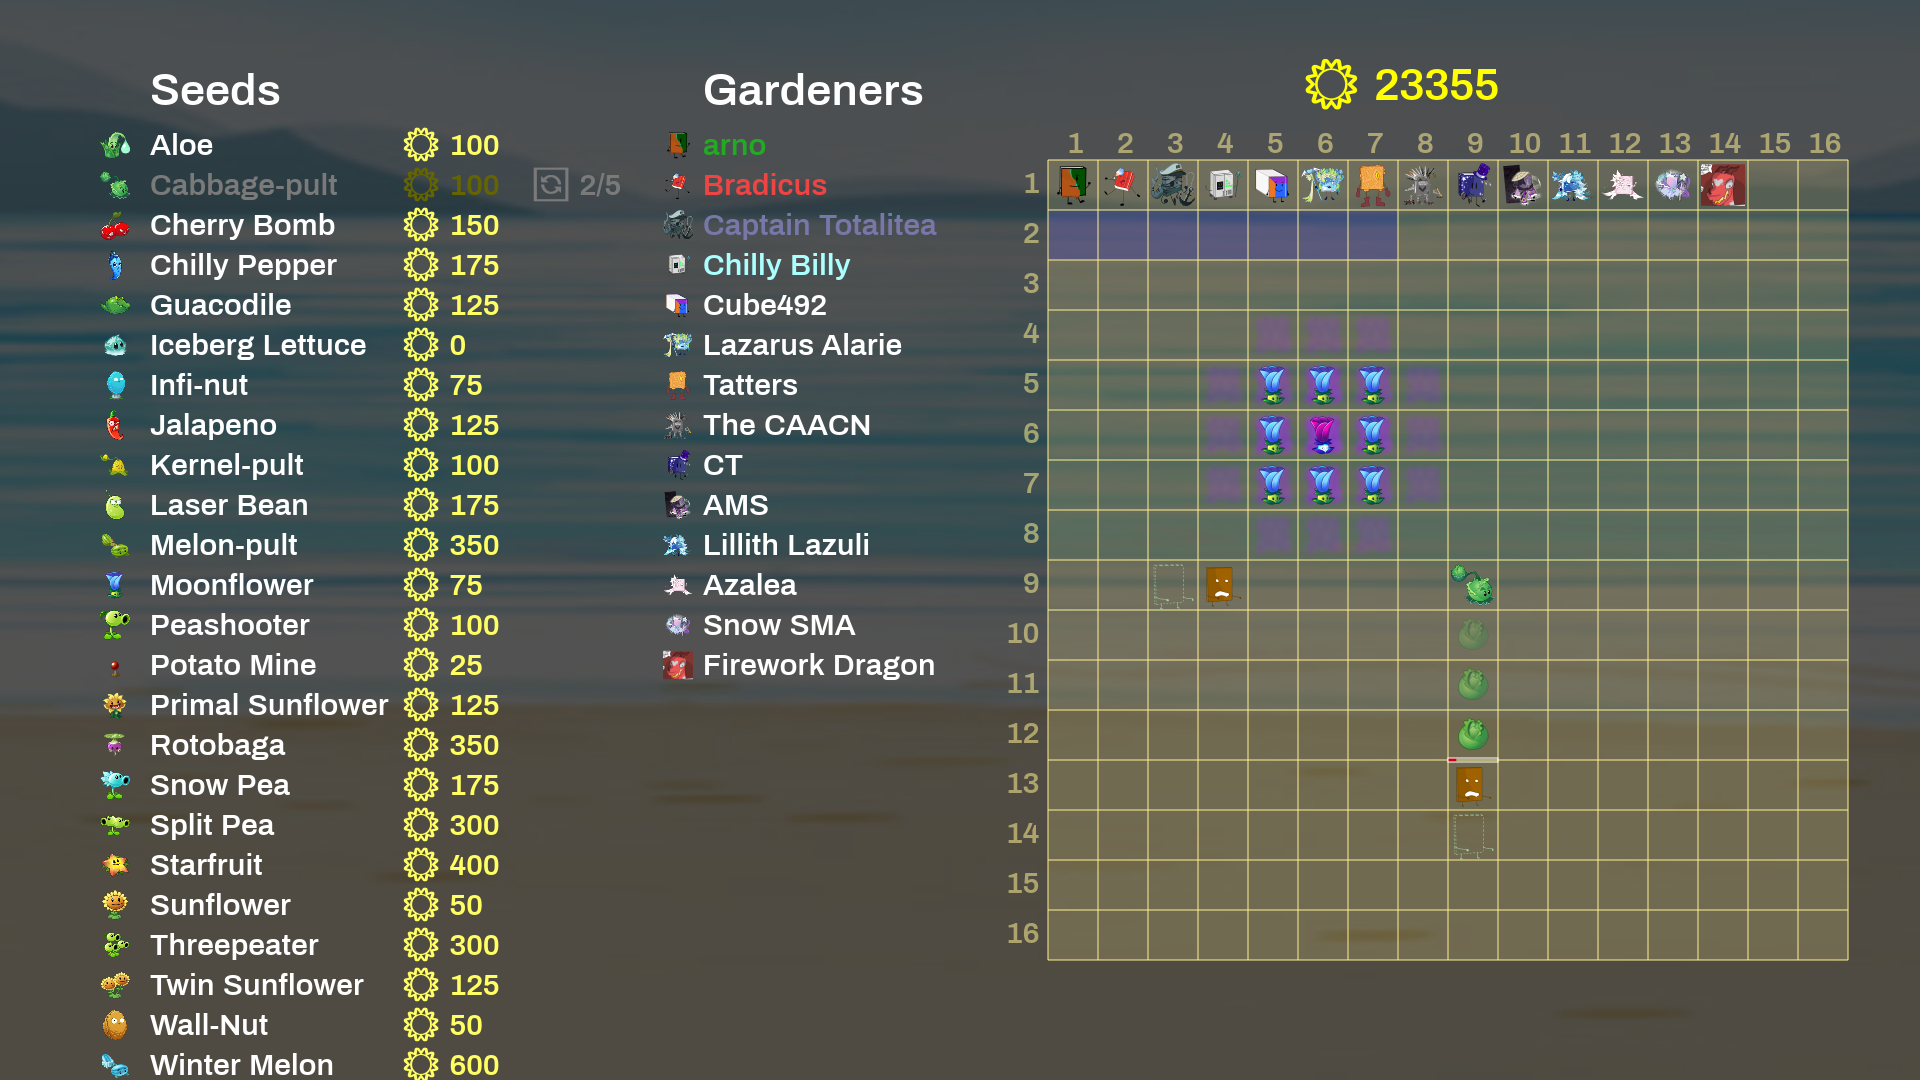 Seeds
Aloe 100
Cabbage-pult 100 2/5
Cherry Bomb 150
Chilly Pepper 175
Guacodile 125
Iceberg Lettuce 0
Infi-nut 75
Jalapeno 125
Kernel-pult 100
Laser Bean 175
Melon-pult 350
Moonflower 75
Peashooter 100
Potato Mine 25
Primal Sunflower 125
Rotobaga 350
Snow Pea 175
Split Pea 300
Starfruit 400
Sunflower 50
Threepeater 300
Twin Sunflower 125
Wall-Nut 50
Winter Melon 600
Gardeners
arno
Bradicus
Captain Totalitea
Chilly Billy
Cube492
Lazarus Alarie
Tatters
The CAACN
CT
AMS
Lillith Lazuli
Azalea
Snow SMA
Firework Dragon
23355
1 2 3 4 5 6 7 8 9 10 11 12 13 14 15 16
1
2
3
4
5
6
7
8
9
10
11
12
13
14
15
16